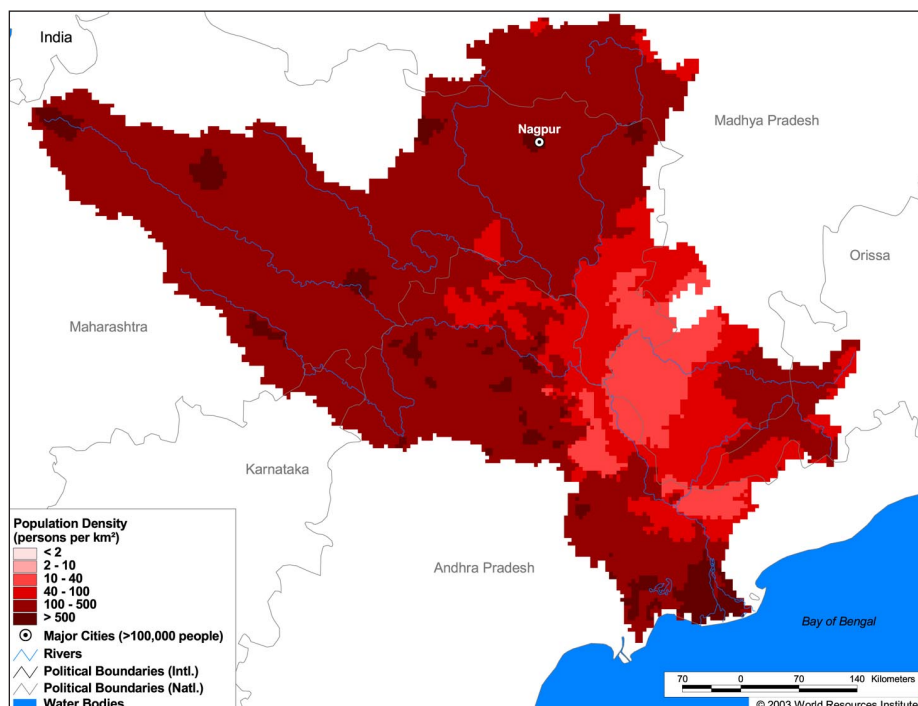 India
Nagpur
Madhya Pradesh
Orissa
Maharashtra
Karnataka
Andhra Pradesh
Bay of Bengal
Population Density
(persons per km²)
< 2
2 - 10
10 - 40
40 - 100
100 - 500
> 500
Major Cities (>100,000 people)
Rivers
Political Boundaries (Intl.)
Political Boundaries (Natl.)
Water Bodies
70 0 70 140 Kilometers
© 2003 World Resources Institute